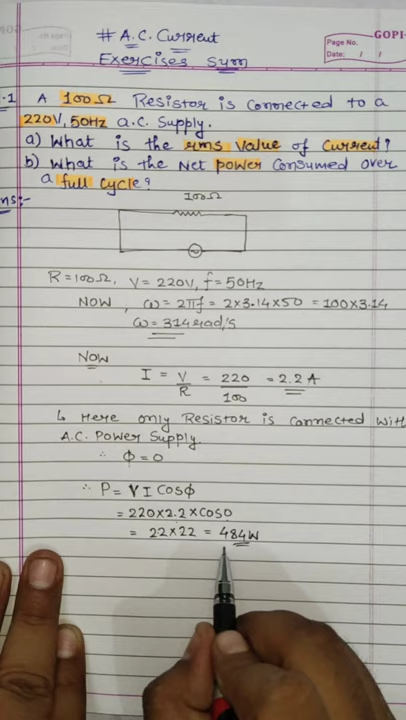 GOPI-
Page No.
Date: / /
# A.C. Current
Exercises Sum
.1 A 100Ω Resistor is connected to a
220V, 50Hz a.c. Supply.
a) What is the rms value of current?
b) What is the Net power consumed over
a full cycle?
ns:-
100Ω
R = 100Ω, V = 220V, f = 50Hz
NOW, ω = 2πf = 2×3.14×50 = 100×3.14
ω = 314 rad/s
Now
I = V/R = 220/100 = 2.2 A
↳ Here only Resistor is connected with
A.C. Power Supply.
∴ Φ = 0
∴ P = V I cosϕ
= 220×2.2×COS0
= 22×22 = 484W